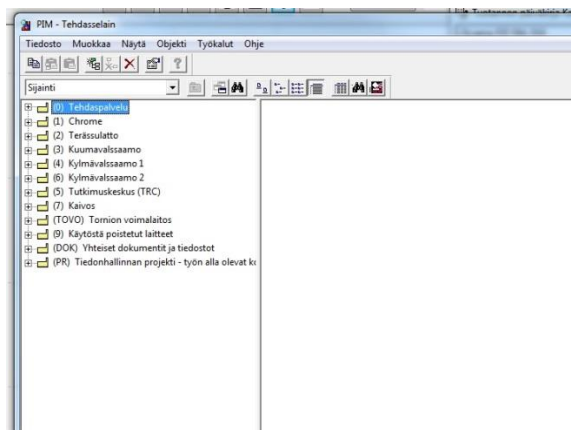 PIM - Tehdasselain
Tiedosto Muokkaa Näytä Objekti Työkalut Ohje
Sijainti
(0) Tehdaspalvelu
(1) Chrome
(2) Terässulatto
(3) Kuumavalssaamo
(4) Kylmävalssaamo 1
(6) Kylmävalssaamo 2
(5) Tutkimuskeskus (TRC)
(7) Kaivos
(TOVO) Tornion voimalaitos
(9) Käytöstä poistetut laitteet
(DOK) Yhteiset dokumentit ja tiedostot
(PR) Tiedonhallinnan projekti - työn alla olevat